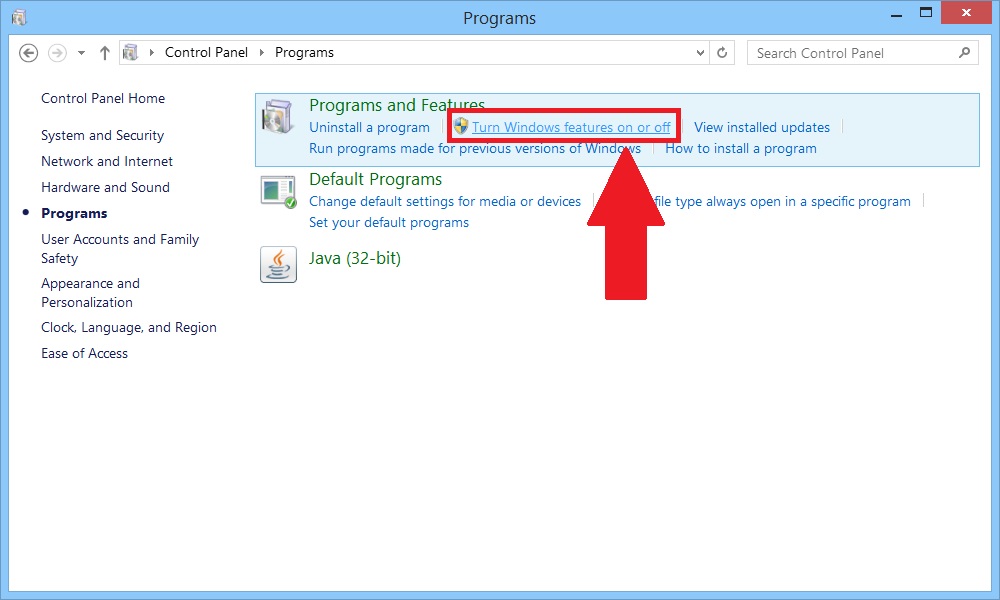 Programs
Control Panel Programs
Search Control Panel
Control Panel Home
System and Security
Network and Internet
Hardware and Sound
Programs
User Accounts and Family
Safety
Appearance and
Personalization
Clock, Language, and Region
Ease of Access
Programs and Features
Uninstall a program Turn Windows features on or off View installed updates
Run programs made for previous versions of Windows How to install a program
Default Programs
Change default settings for media or devices file type always open in a specific program
Set your default programs
Java (32-bit)